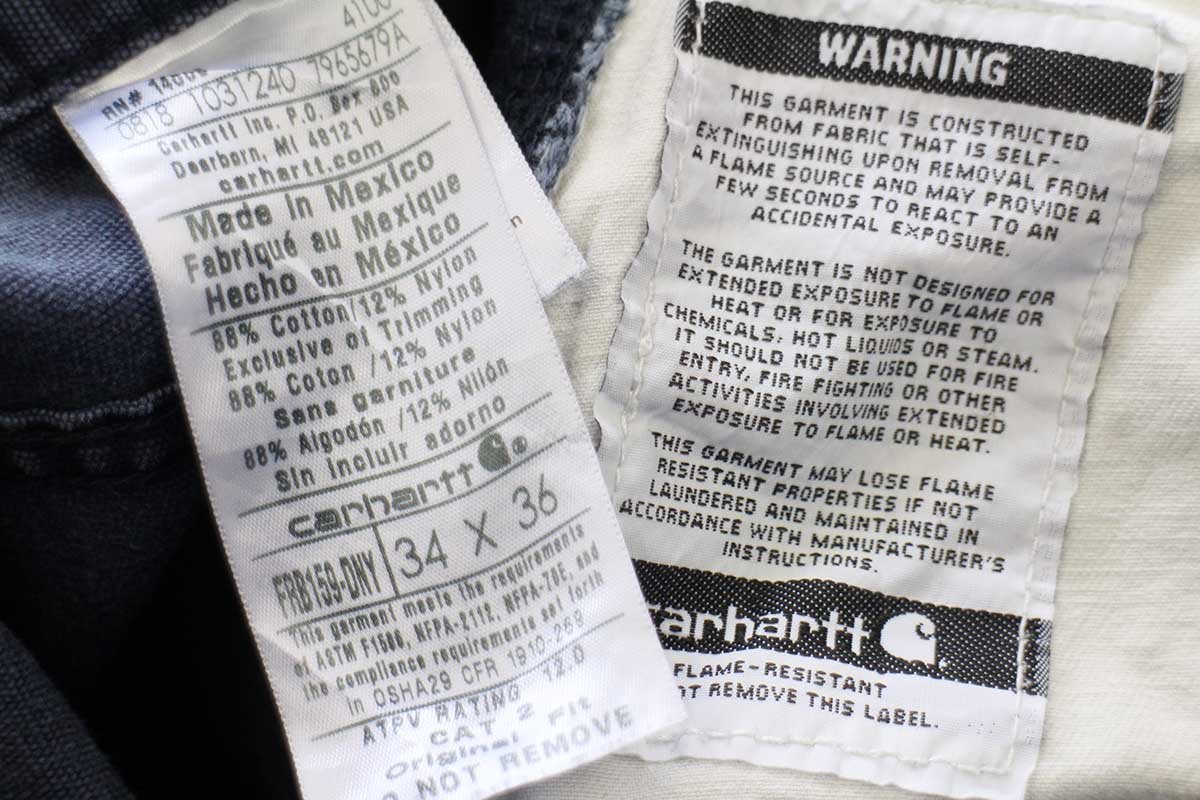 4100
RN# 14806
0818 1031240 7965679A
Carhartt Inc. P.O. Box 600
Dearborn, MI 48121 USA
carhartt.com
Made in Mexico
Fabriqué au Mexique
Hecho en México
88% Cotton/12% Nylon
Exclusive of Trimming
88% Coton /12% Nylon
Sans garniture
88% Algodón /12% Nilón
Sin incluir adorno
carhartt ®
FRB159-DNY 34 X 36
This garment meets the requirements
of ASTM F1506, NFPA-2112, NFPA-70E, and
the compliance requirements set forth
in OSHA29 CFR 1910-269
ATPV RATING 12.0
CAT 2
Original Fit
O NOT REMOVE
WARNING
THIS GARMENT IS CONSTRUCTED
FROM FABRIC THAT IS SELF-
EXTINGUISHING UPON REMOVAL FROM
A FLAME SOURCE AND MAY PROVIDE A
FEW SECONDS TO REACT TO AN
ACCIDENTAL EXPOSURE.
THE GARMENT IS NOT DESIGNED FOR
EXTENDED EXPOSURE TO FLAME OR
HEAT OR FOR EXPOSURE TO
CHEMICALS, HOT LIQUIDS OR STEAM.
IT SHOULD NOT BE USED FOR FIRE
ENTRY, FIRE FIGHTING OR OTHER
ACTIVITIES INVOLVING EXTENDED
EXPOSURE TO FLAME OR HEAT.
THIS GARMENT MAY LOSE FLAME
RESISTANT PROPERTIES IF NOT
LAUNDERED AND MAINTAINED IN
ACCORDANCE WITH MANUFACTURER'S
INSTRUCTIONS.
carhartt
FLAME-RESISTANT
OT REMOVE THIS LABEL.